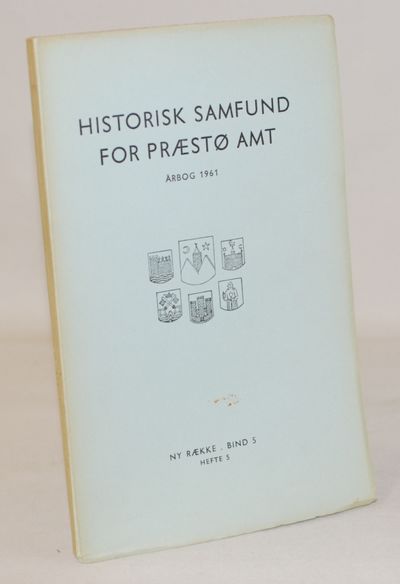 HISTORISK SAMFUND
FOR PRÆSTØ AMT
ÅRBOG 1961
NY RÆKKE . BIND 5
HEFTE 5